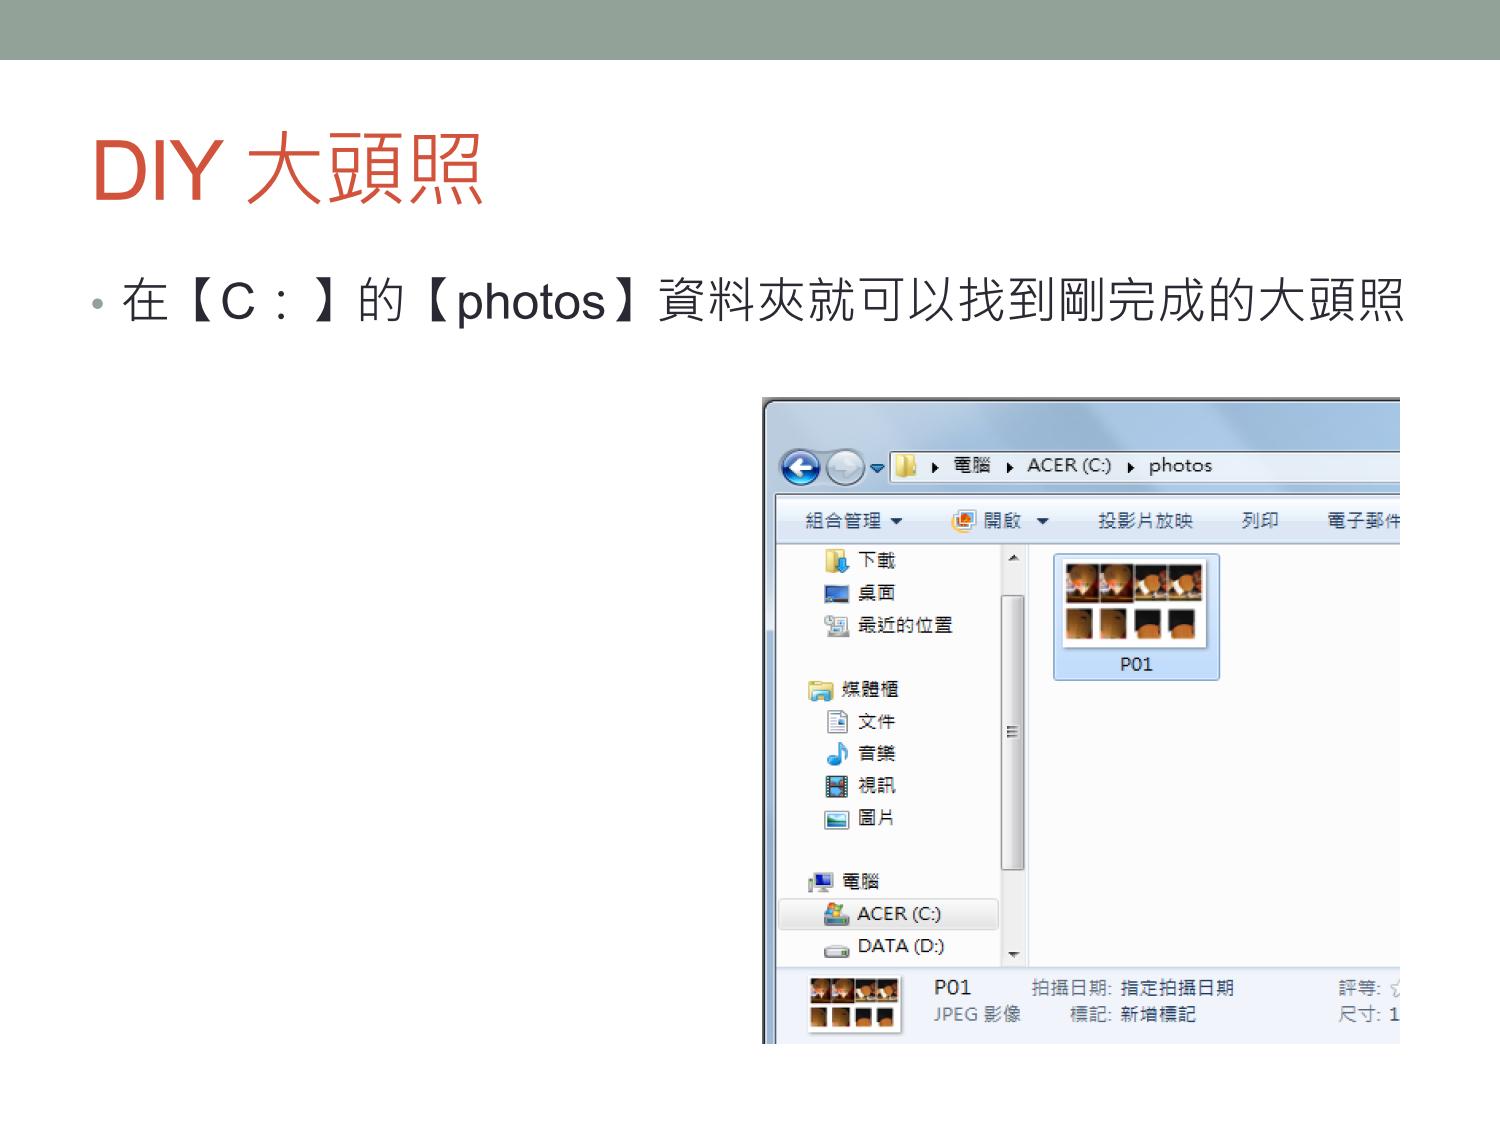 DIY 大頭照
• 在【C：】的【photos】資料夾就可以找到剛完成的大頭照
電腦 ACER (C:) photos
組合管理 開啟 投影片放映 列印 電子郵件
下載
桌面
最近的位置
P01
媒體櫃
文件
音樂
視訊
圖片
電腦
ACER (C:)
DATA (D:)
P01 拍攝日期: 指定拍攝日期 評等:
JPEG 影像 標記: 新增標記 尺寸: 1